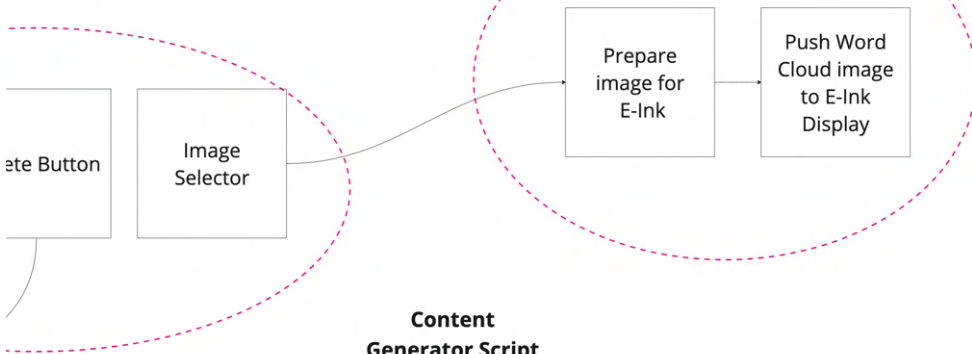 ete Button
Image
Selector
Prepare
image for
E-Ink
Push Word
Cloud image
to E-Ink
Display
Content
Generator Script